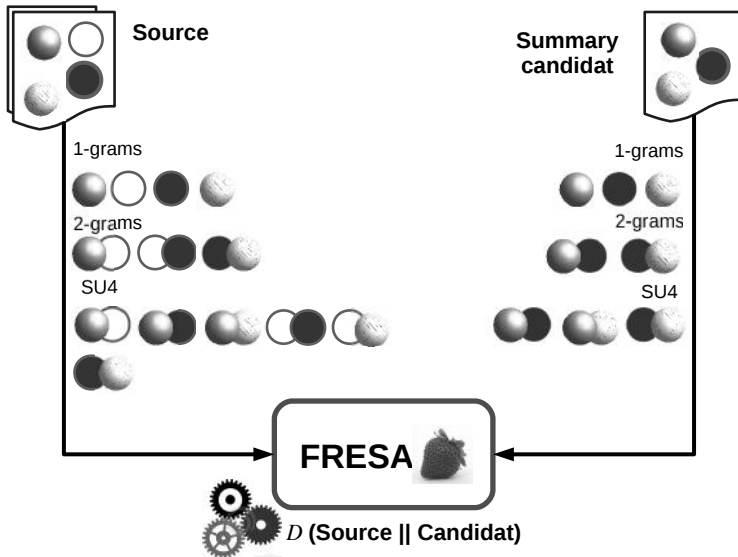 Source
Summary
candidat
1-grams
1-grams
2-grams
2-grams
SU4
SU4
FRESA
D (Source || Candidat)